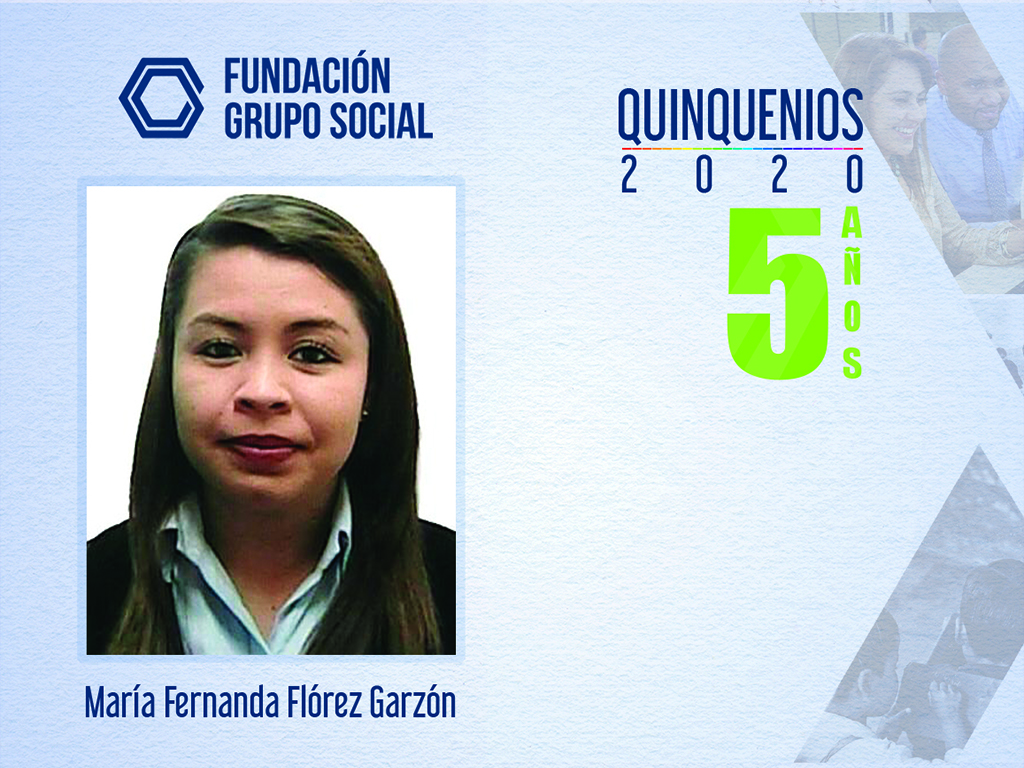 FUNDACIÓN
GRUPO SOCIAL
QUINQUENIOS
2020
5 AÑOS
María Fernanda Flórez Garzón